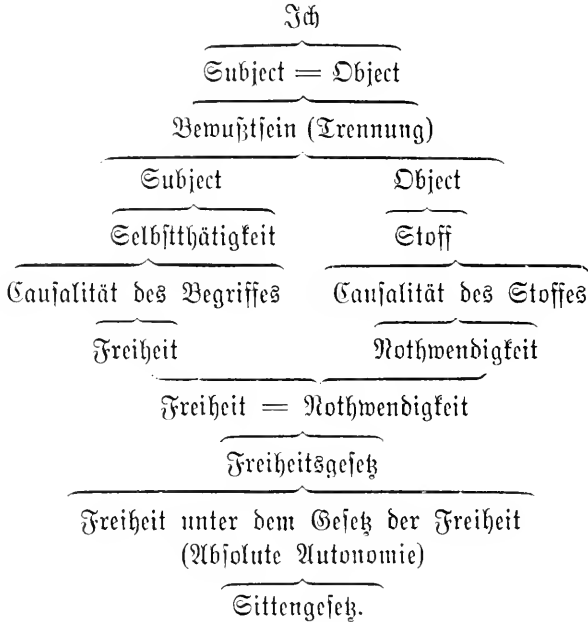 Ich
Subject = Object
Bewußtsein (Trennung)
Subject Object
Selbstthätigkeit Stoff
Causalität des Begriffes Causalität des Stoffes
Freiheit Nothwendigkeit
Freiheit = Nothwendigkeit
Freiheitsgesetz
Freiheit unter dem Gesetz der Freiheit
(Absolute Autonomie)
Sittengesetz.